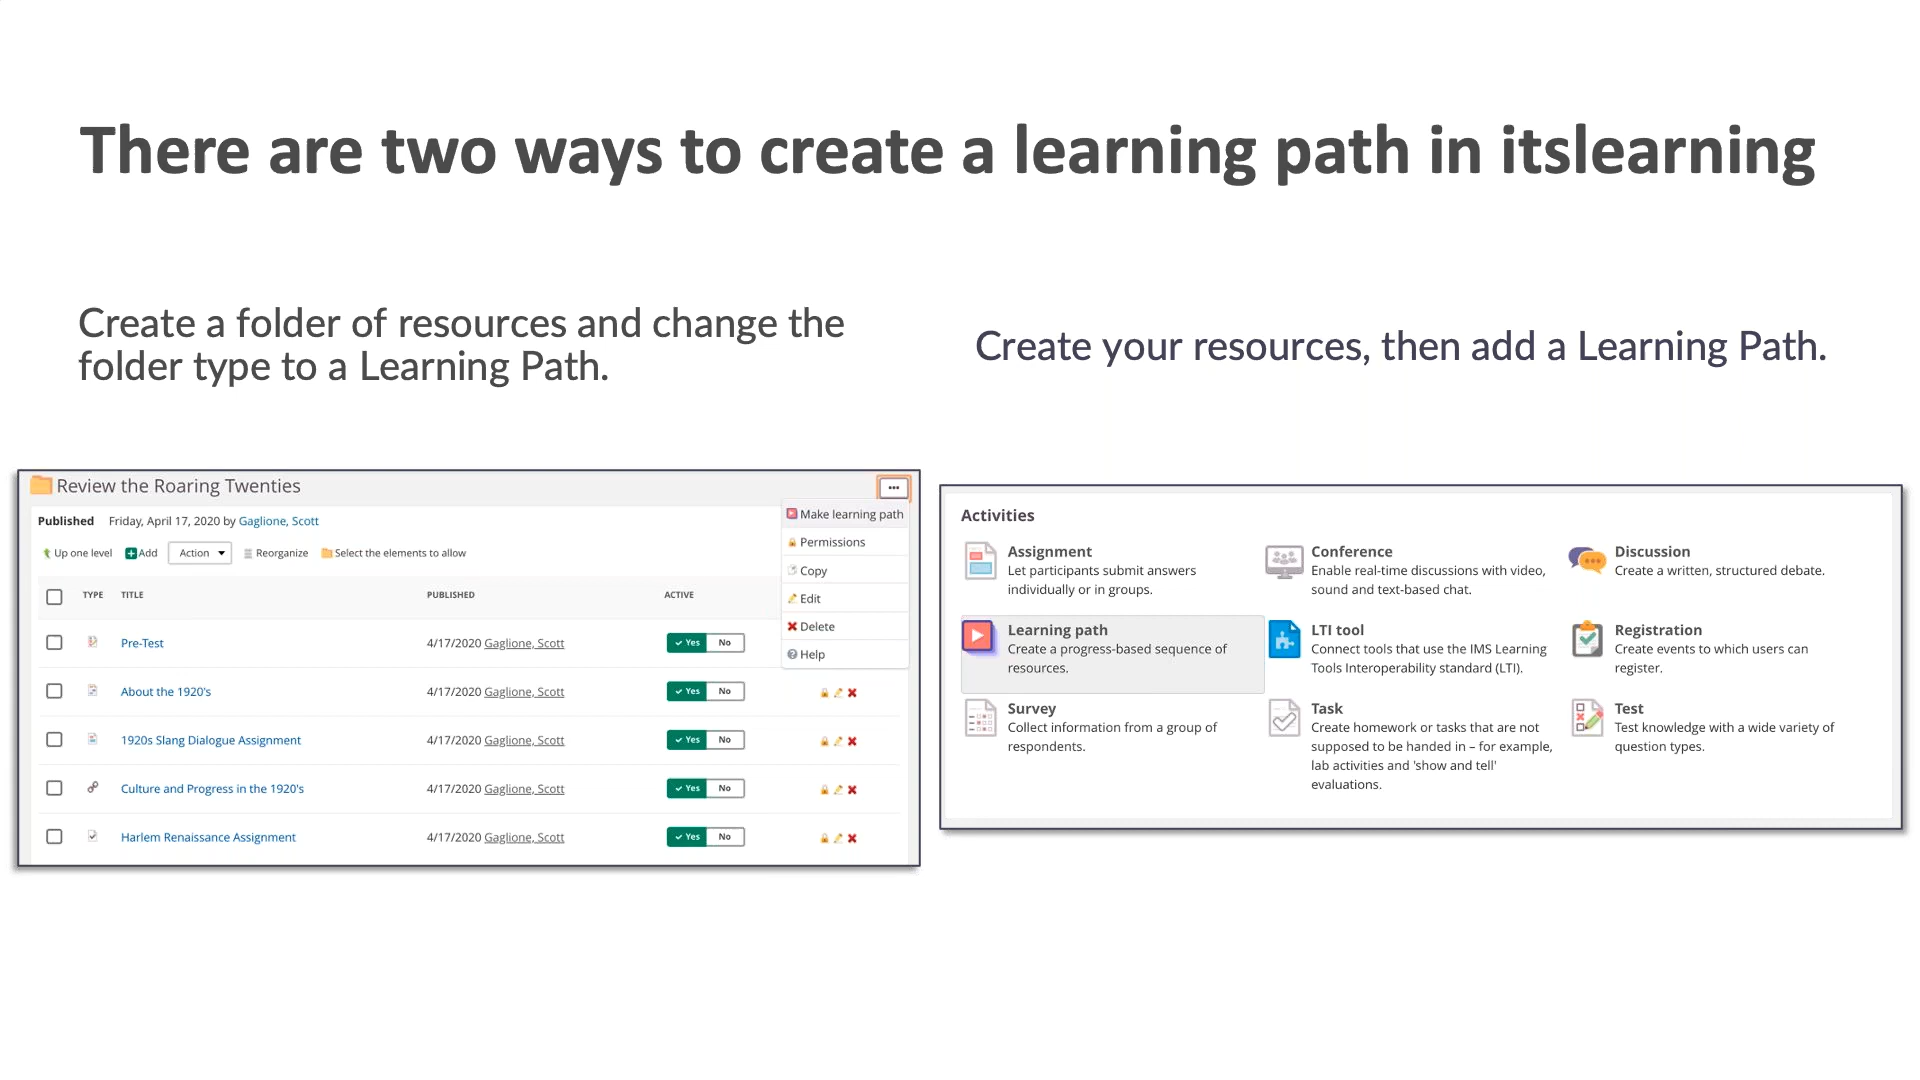 There are two ways to create a learning path in itslearning
Create a folder of resources and change the
folder type to a Learning Path.
Create your resources, then add a Learning Path.
Review the Roaring Twenties
Published Friday, April 17, 2020 by Gaglione, Scott
Up one level Add Action Reorganize Select the elements to allow
Make learning path
Permissions
Copy
Edit
Delete
Help
TYPE TITLE PUBLISHED ACTIVE
Pre-Test 4/17/2020 Gaglione, Scott Yes No
About the 1920's 4/17/2020 Gaglione, Scott Yes No
1920s Slang Dialogue Assignment 4/17/2020 Gaglione, Scott Yes No
Culture and Progress in the 1920's 4/17/2020 Gaglione, Scott Yes No
Harlem Renaissance Assignment 4/17/2020 Gaglione, Scott Yes No
Activities
Assignment
Let participants submit answers
individually or in groups.
Conference
Enable real-time discussions with video,
sound and text-based chat.
Discussion
Create a written, structured debate.
Learning path
Create a progress-based sequence of
resources.
LTI tool
Connect tools that use the IMS Learning
Tools Interoperability standard (LTI).
Registration
Create events to which users can
register.
Survey
Collect information from a group of
respondents.
Task
Create homework or tasks that are not
supposed to be handed in – for example,
lab activities and 'show and tell'
evaluations.
Test
Test knowledge with a wide variety of
question types.